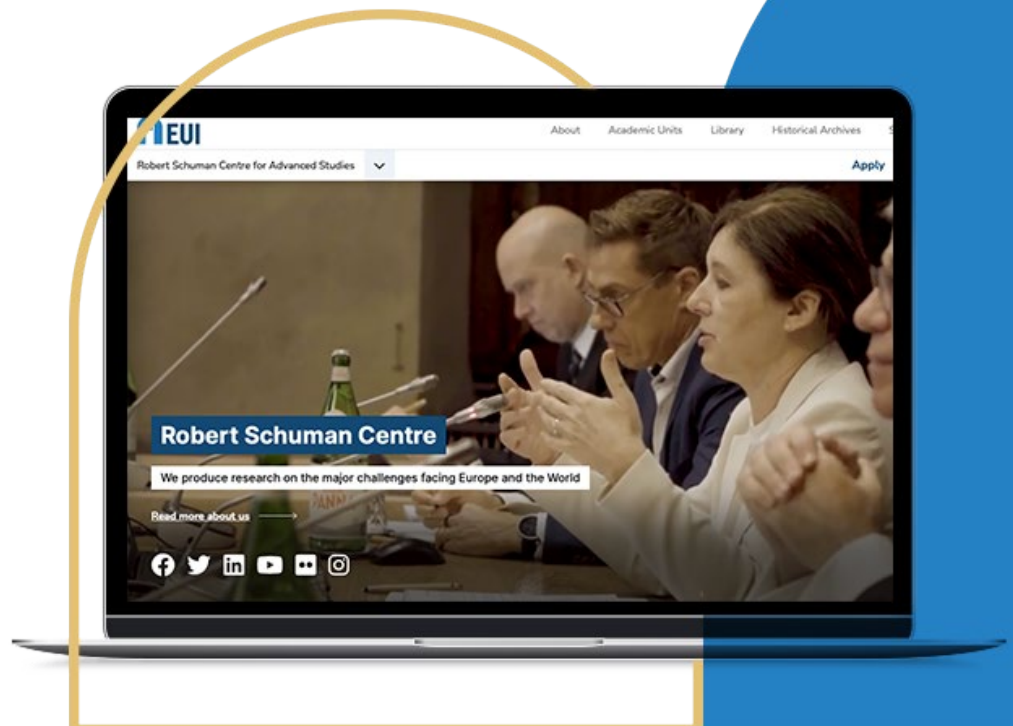 EUI
About Academic Units Library Historical Archives
Robert Schuman Centre for Advanced Studies
Apply
Robert Schuman Centre
We produce research on the major challenges facing Europe and the World
Read more about us